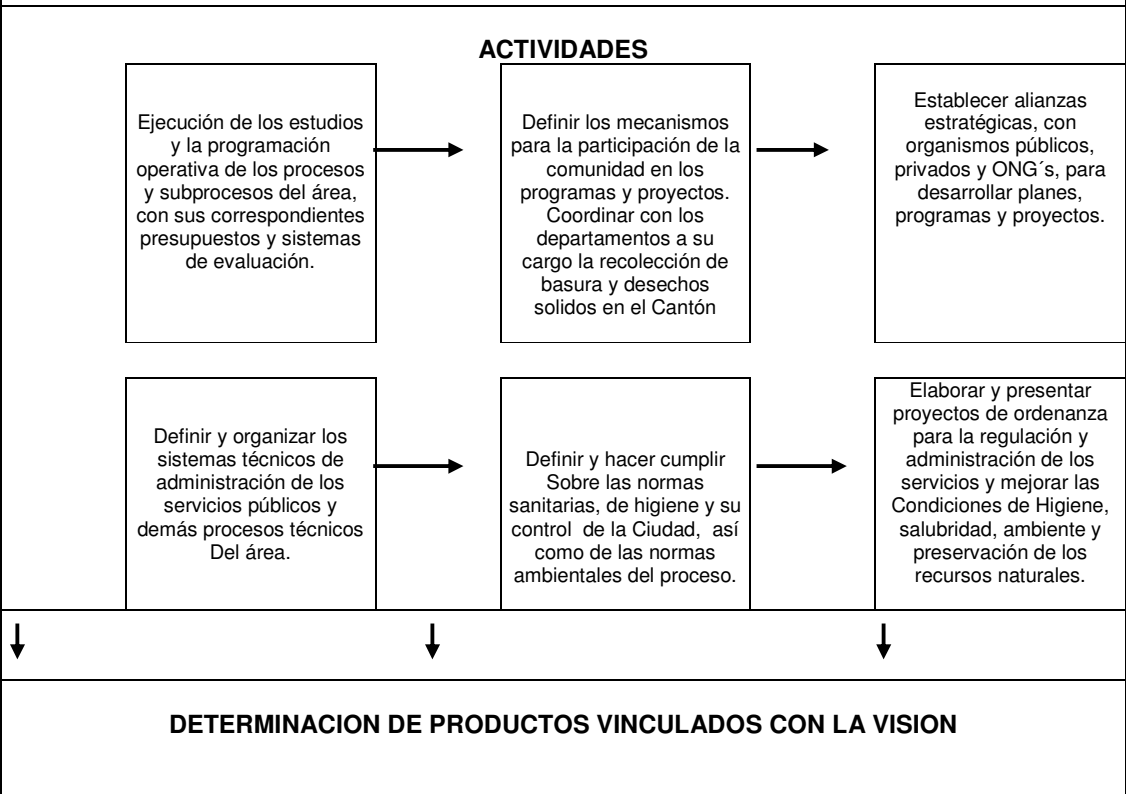 ACTIVIDADES
Ejecución de los estudios
y la programación
operativa de los procesos
y subprocesos del área,
con sus correspondientes
presupuestos y sistemas
de evaluación.
Definir los mecanismos
para la participación de la
comunidad en los
programas y proyectos.
Coordinar con los
departamentos a su
cargo la recolección de
basura y desechos
solidos en el Cantón
Establecer alianzas
estratégicas, con
organismos públicos,
privados y ONG´s, para
desarrollar planes,
programas y proyectos.
Definir y organizar los
sistemas técnicos de
administración de los
servicios públicos y
demás procesos técnicos
Del área.
Definir y hacer cumplir
Sobre las normas
sanitarias, de higiene y su
control de la Ciudad, así
como de las normas
ambientales del proceso.
Elaborar y presentar
proyectos de ordenanza
para la regulación y
administración de los
servicios y mejorar las
Condiciones de Higiene,
salubridad, ambiente y
preservación de los
recursos naturales.
DETERMINACION DE PRODUCTOS VINCULADOS CON LA VISION